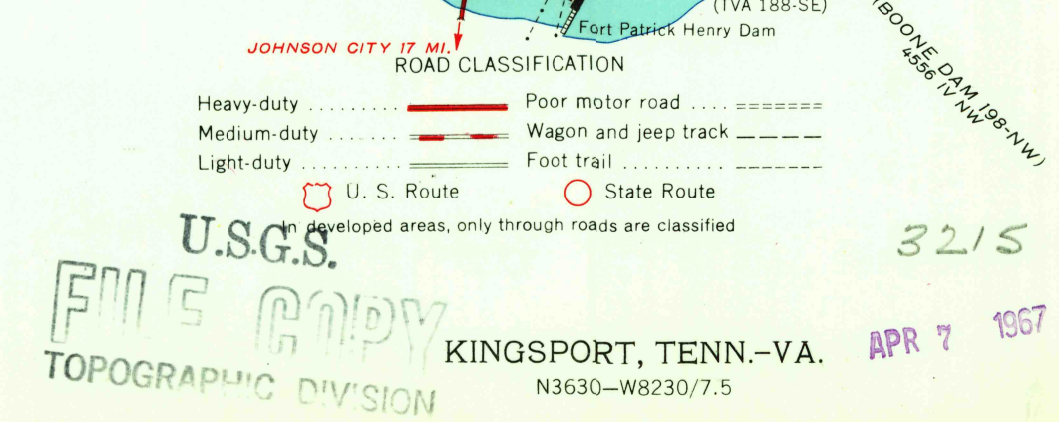 (TVA 188-SE)
Fort Patrick Henry Dam
JOHNSON CITY 17 MI.
(BOONE DAM 198-NW)
4556 IV NW
ROAD CLASSIFICATION
Heavy-duty .........
Poor motor road ....
Medium-duty .......
Wagon and jeep track
Light-duty ..........
Foot trail ..........
U. S. Route
State Route
In developed areas, only through roads are classified
U.S.G.S.
FILE COPY
TOPOGRAPHIC DIVISION
3215
KINGSPORT, TENN.-VA.
N3630—W8230/7.5
APR 7 1967